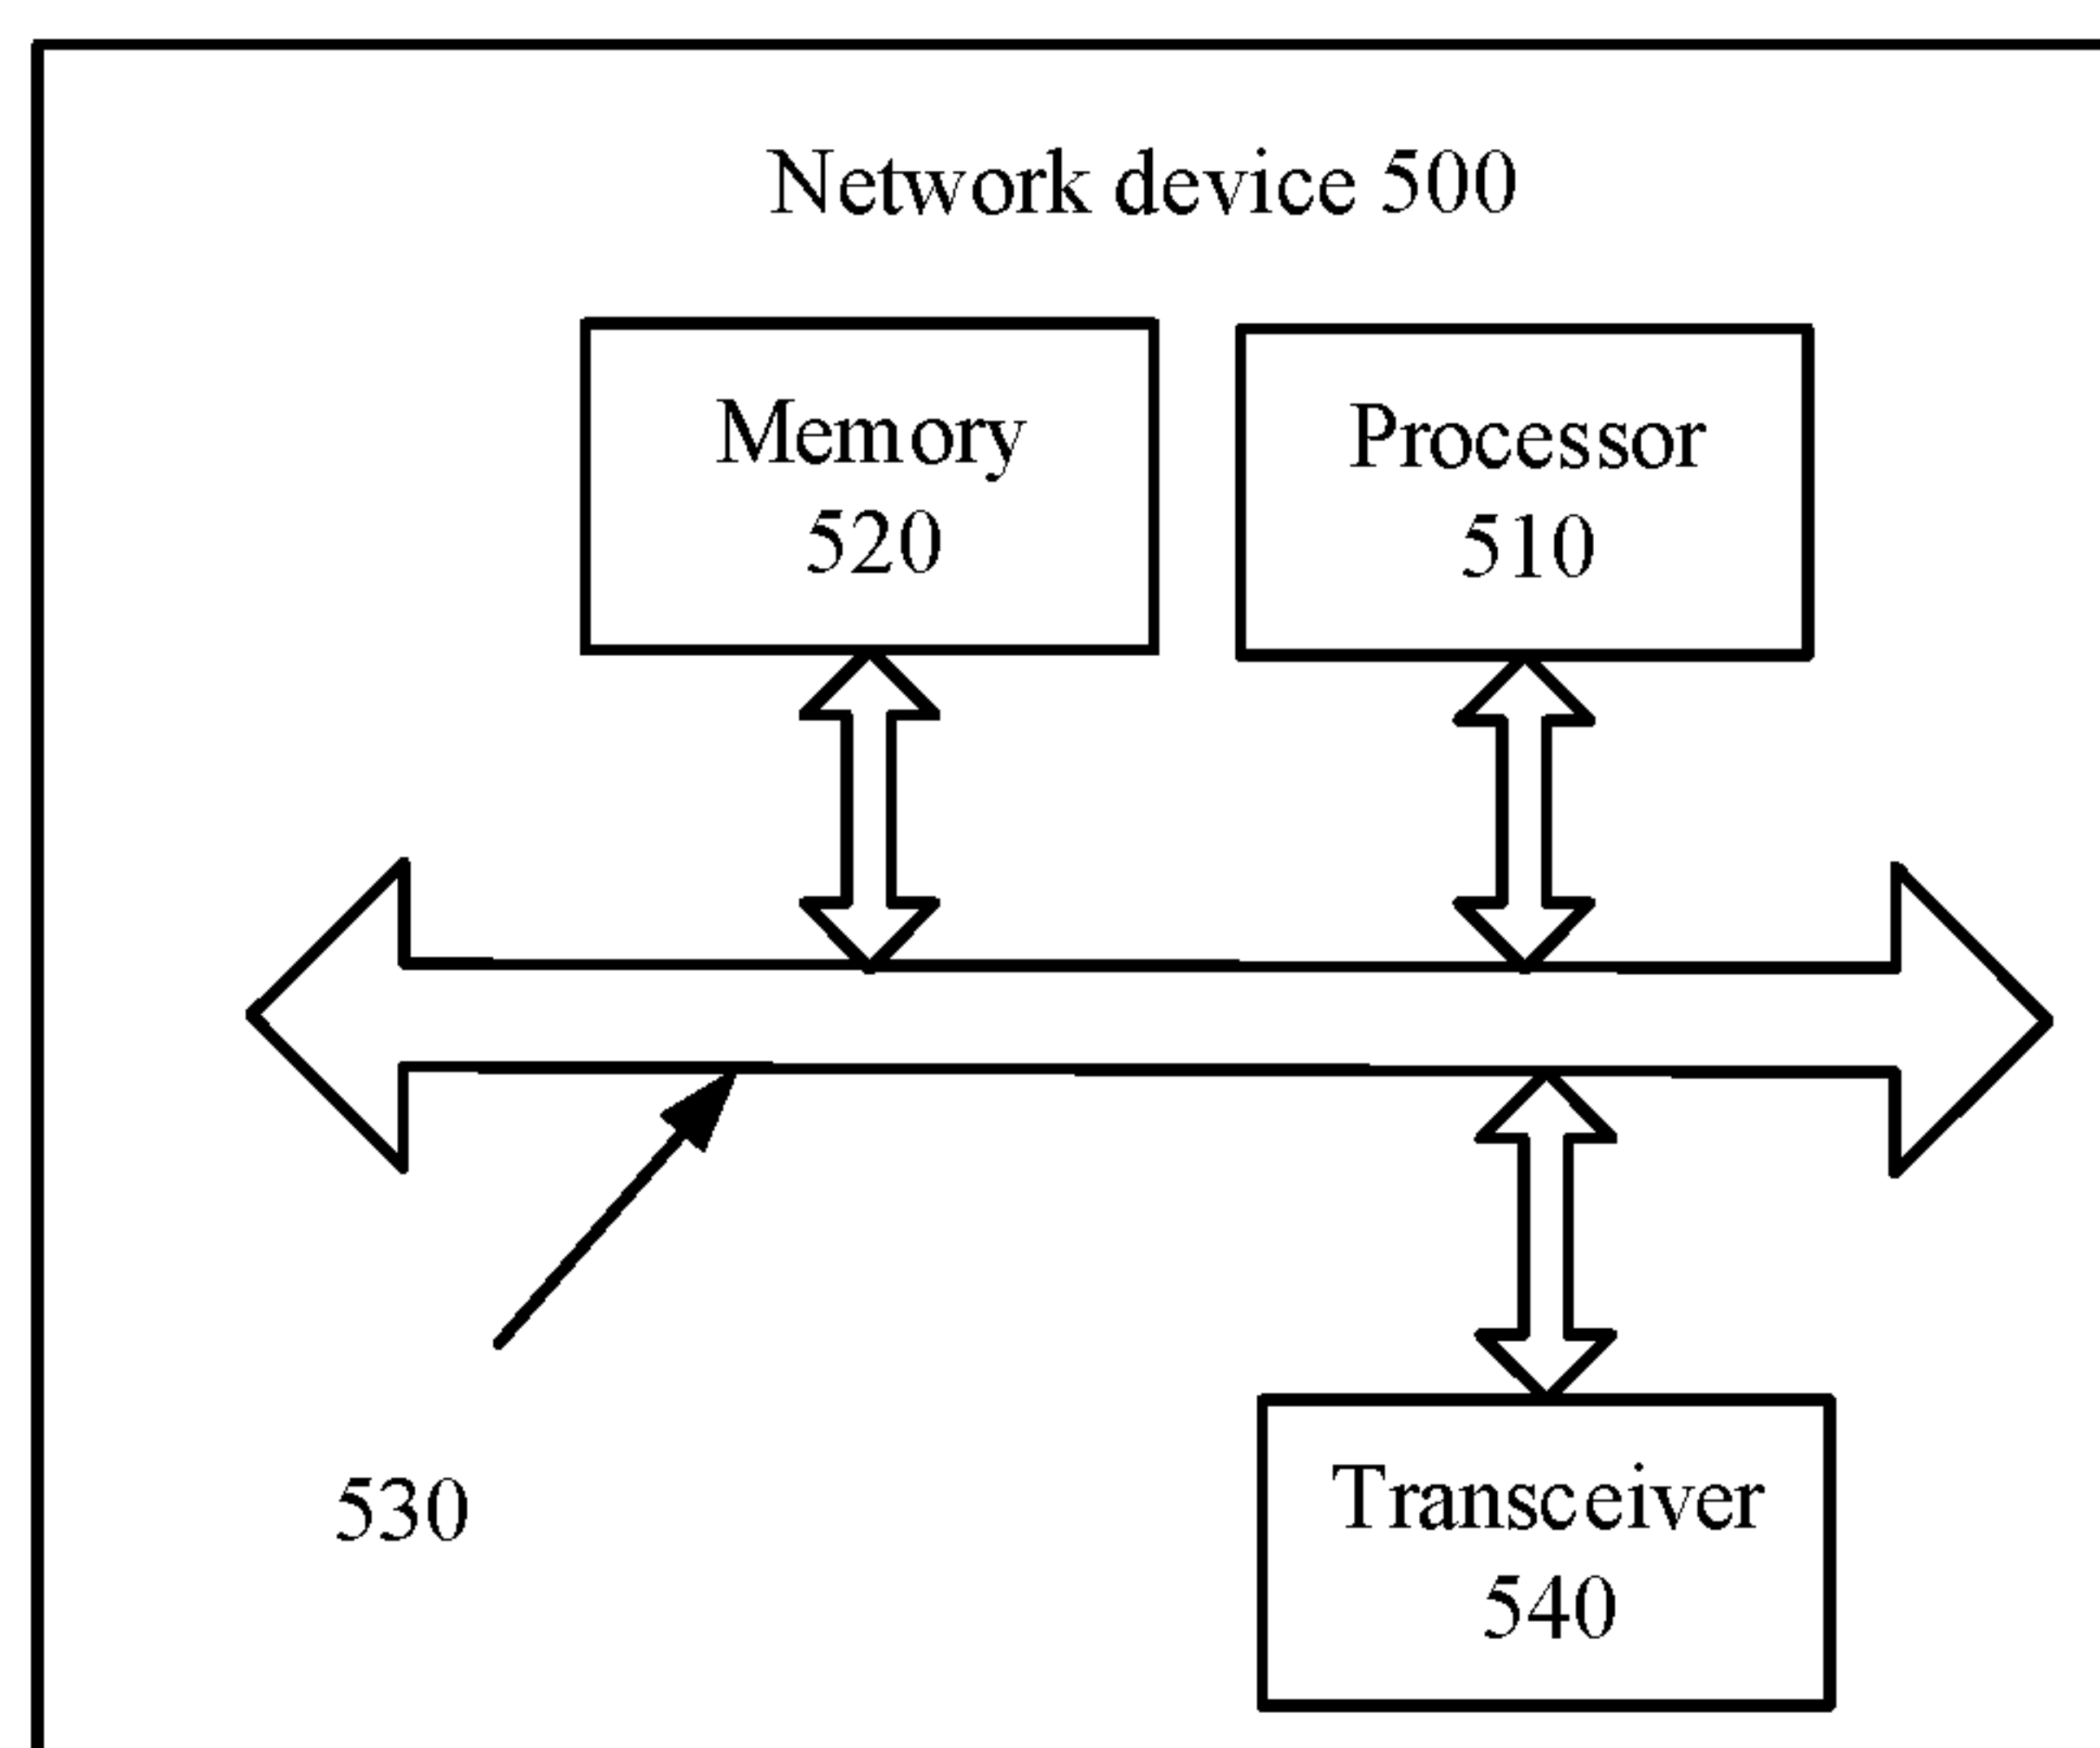 Network device 500
Memory
520
Processor
510
530
Transceiver
540